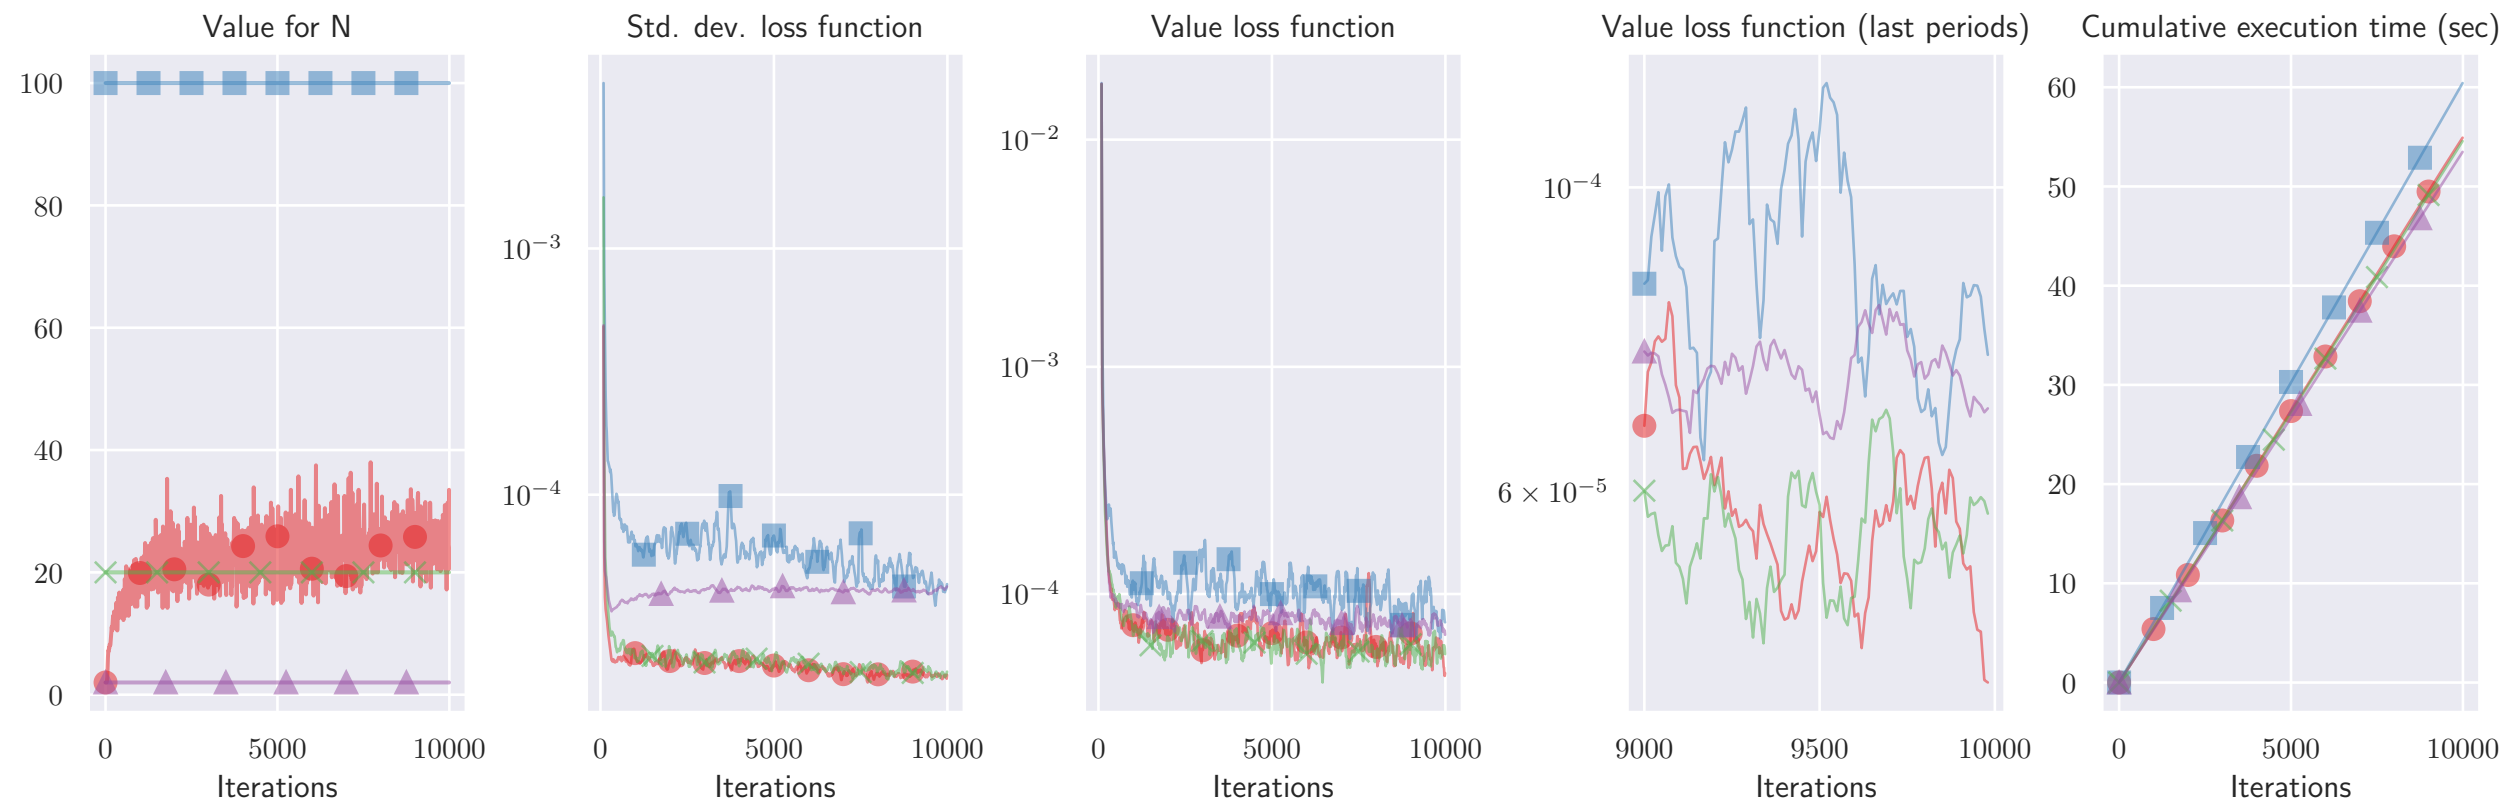 Value for N
100
80
60
40
20
0
0 5000 10000
Iterations
Std. dev. loss function
10⁻³
10⁻⁴
0 5000 10000
Iterations
Value loss function
10⁻²
10⁻³
10⁻⁴
0 5000 10000
Iterations
Value loss function (last periods)
10⁻⁴
6 × 10⁻⁵
9000 9500 10000
Iterations
Cumulative execution time (sec)
60
50
40
30
20
10
0
0 5000 10000
Iterations